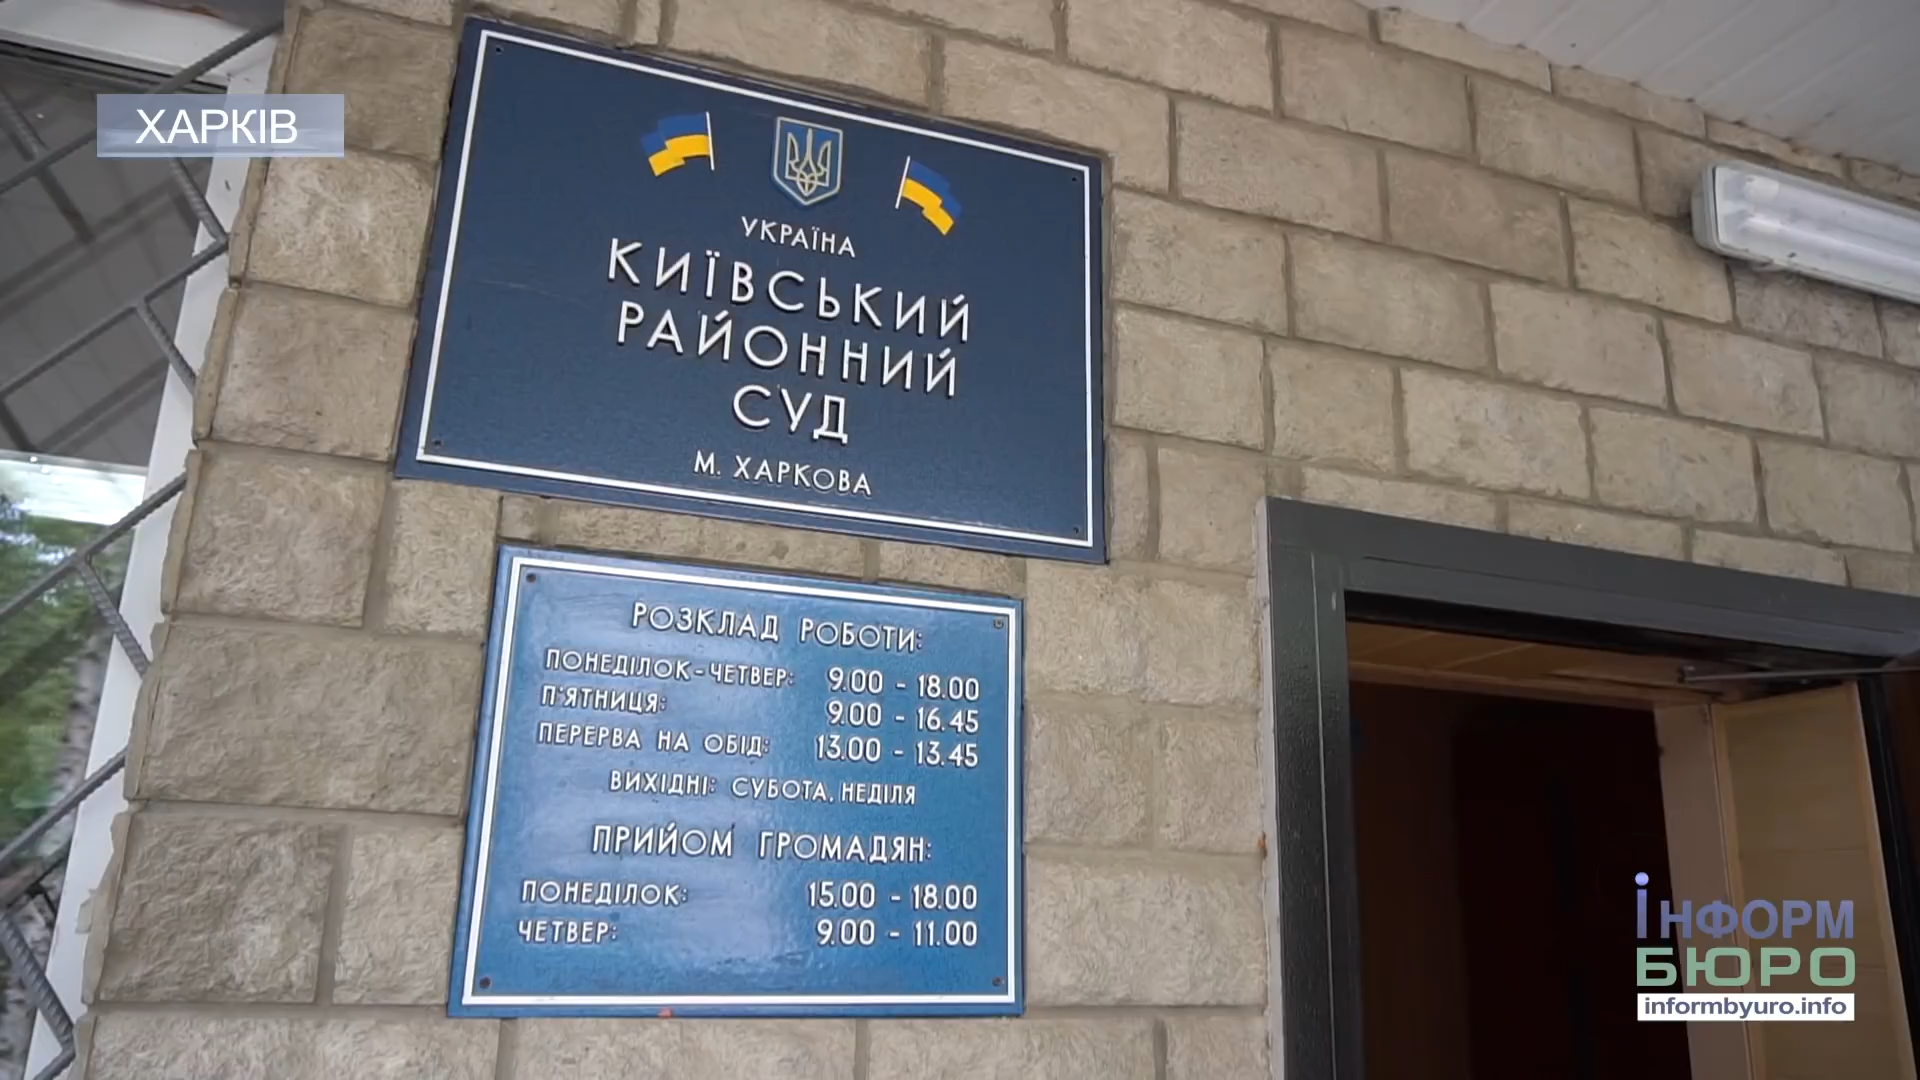 ХАРКІВ
УКРАЇНА
КИЇВСЬКИЙ
РАЙОННИЙ
СУД
М. ХАРКОВА
РОЗКЛАД РОБОТИ:
ПОНЕДІЛОК-ЧЕТВЕР: 9.00 - 18.00
П'ЯТНИЦЯ: 9.00 - 16.45
ПЕРЕРВА НА ОБІД: 13.00 - 13.45
ВИХІДНІ: СУБОТА, НЕДІЛЯ
ПРИЙОМ ГРОМАДЯН:
ПОНЕДІЛОК: 15.00 - 18.00
ЧЕТВЕР: 9.00 - 11.00
ІНФОРМ
БЮРО
informbyuro.info